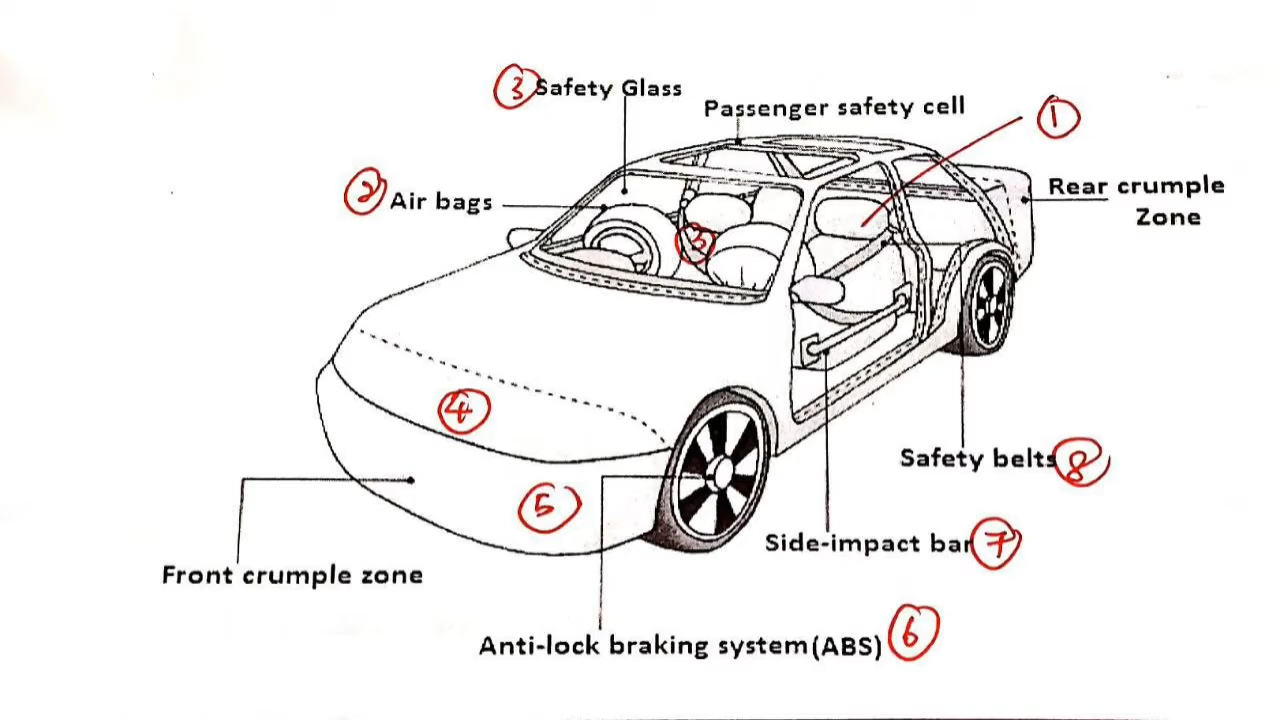 ③ Safety Glass
Passenger safety cell
①
② Air bags
Rear crumple
Zone
③
④
Safety belts ⑧
⑤
Side-impact bar ⑦
Front crumple zone
Anti-lock braking system(ABS) ⑥